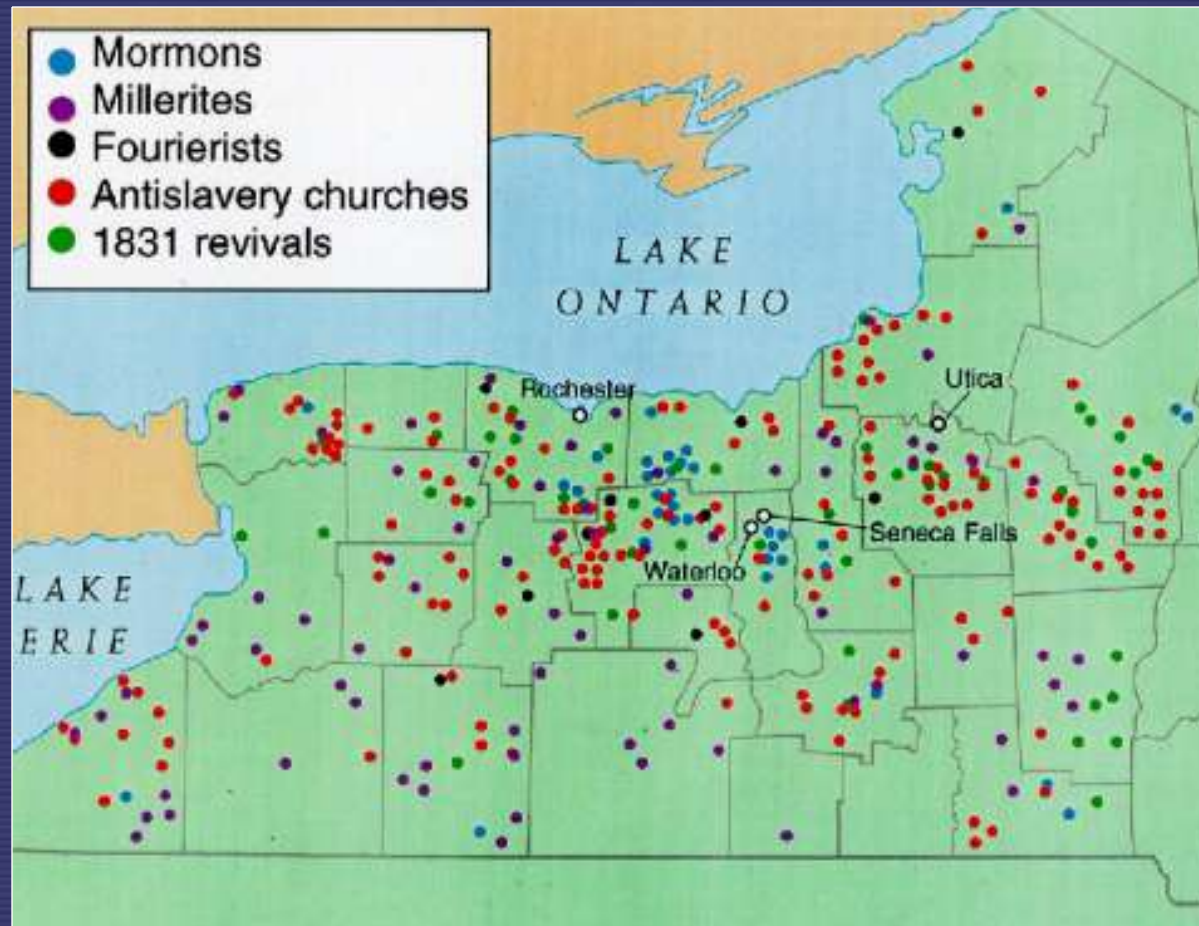 Mormons
Millerites
Fourierists
Antislavery churches
1831 revivals
LAKE
ONTARIO
Rochester
Utica
Seneca Falls
Waterloo
LAKE
ERIE